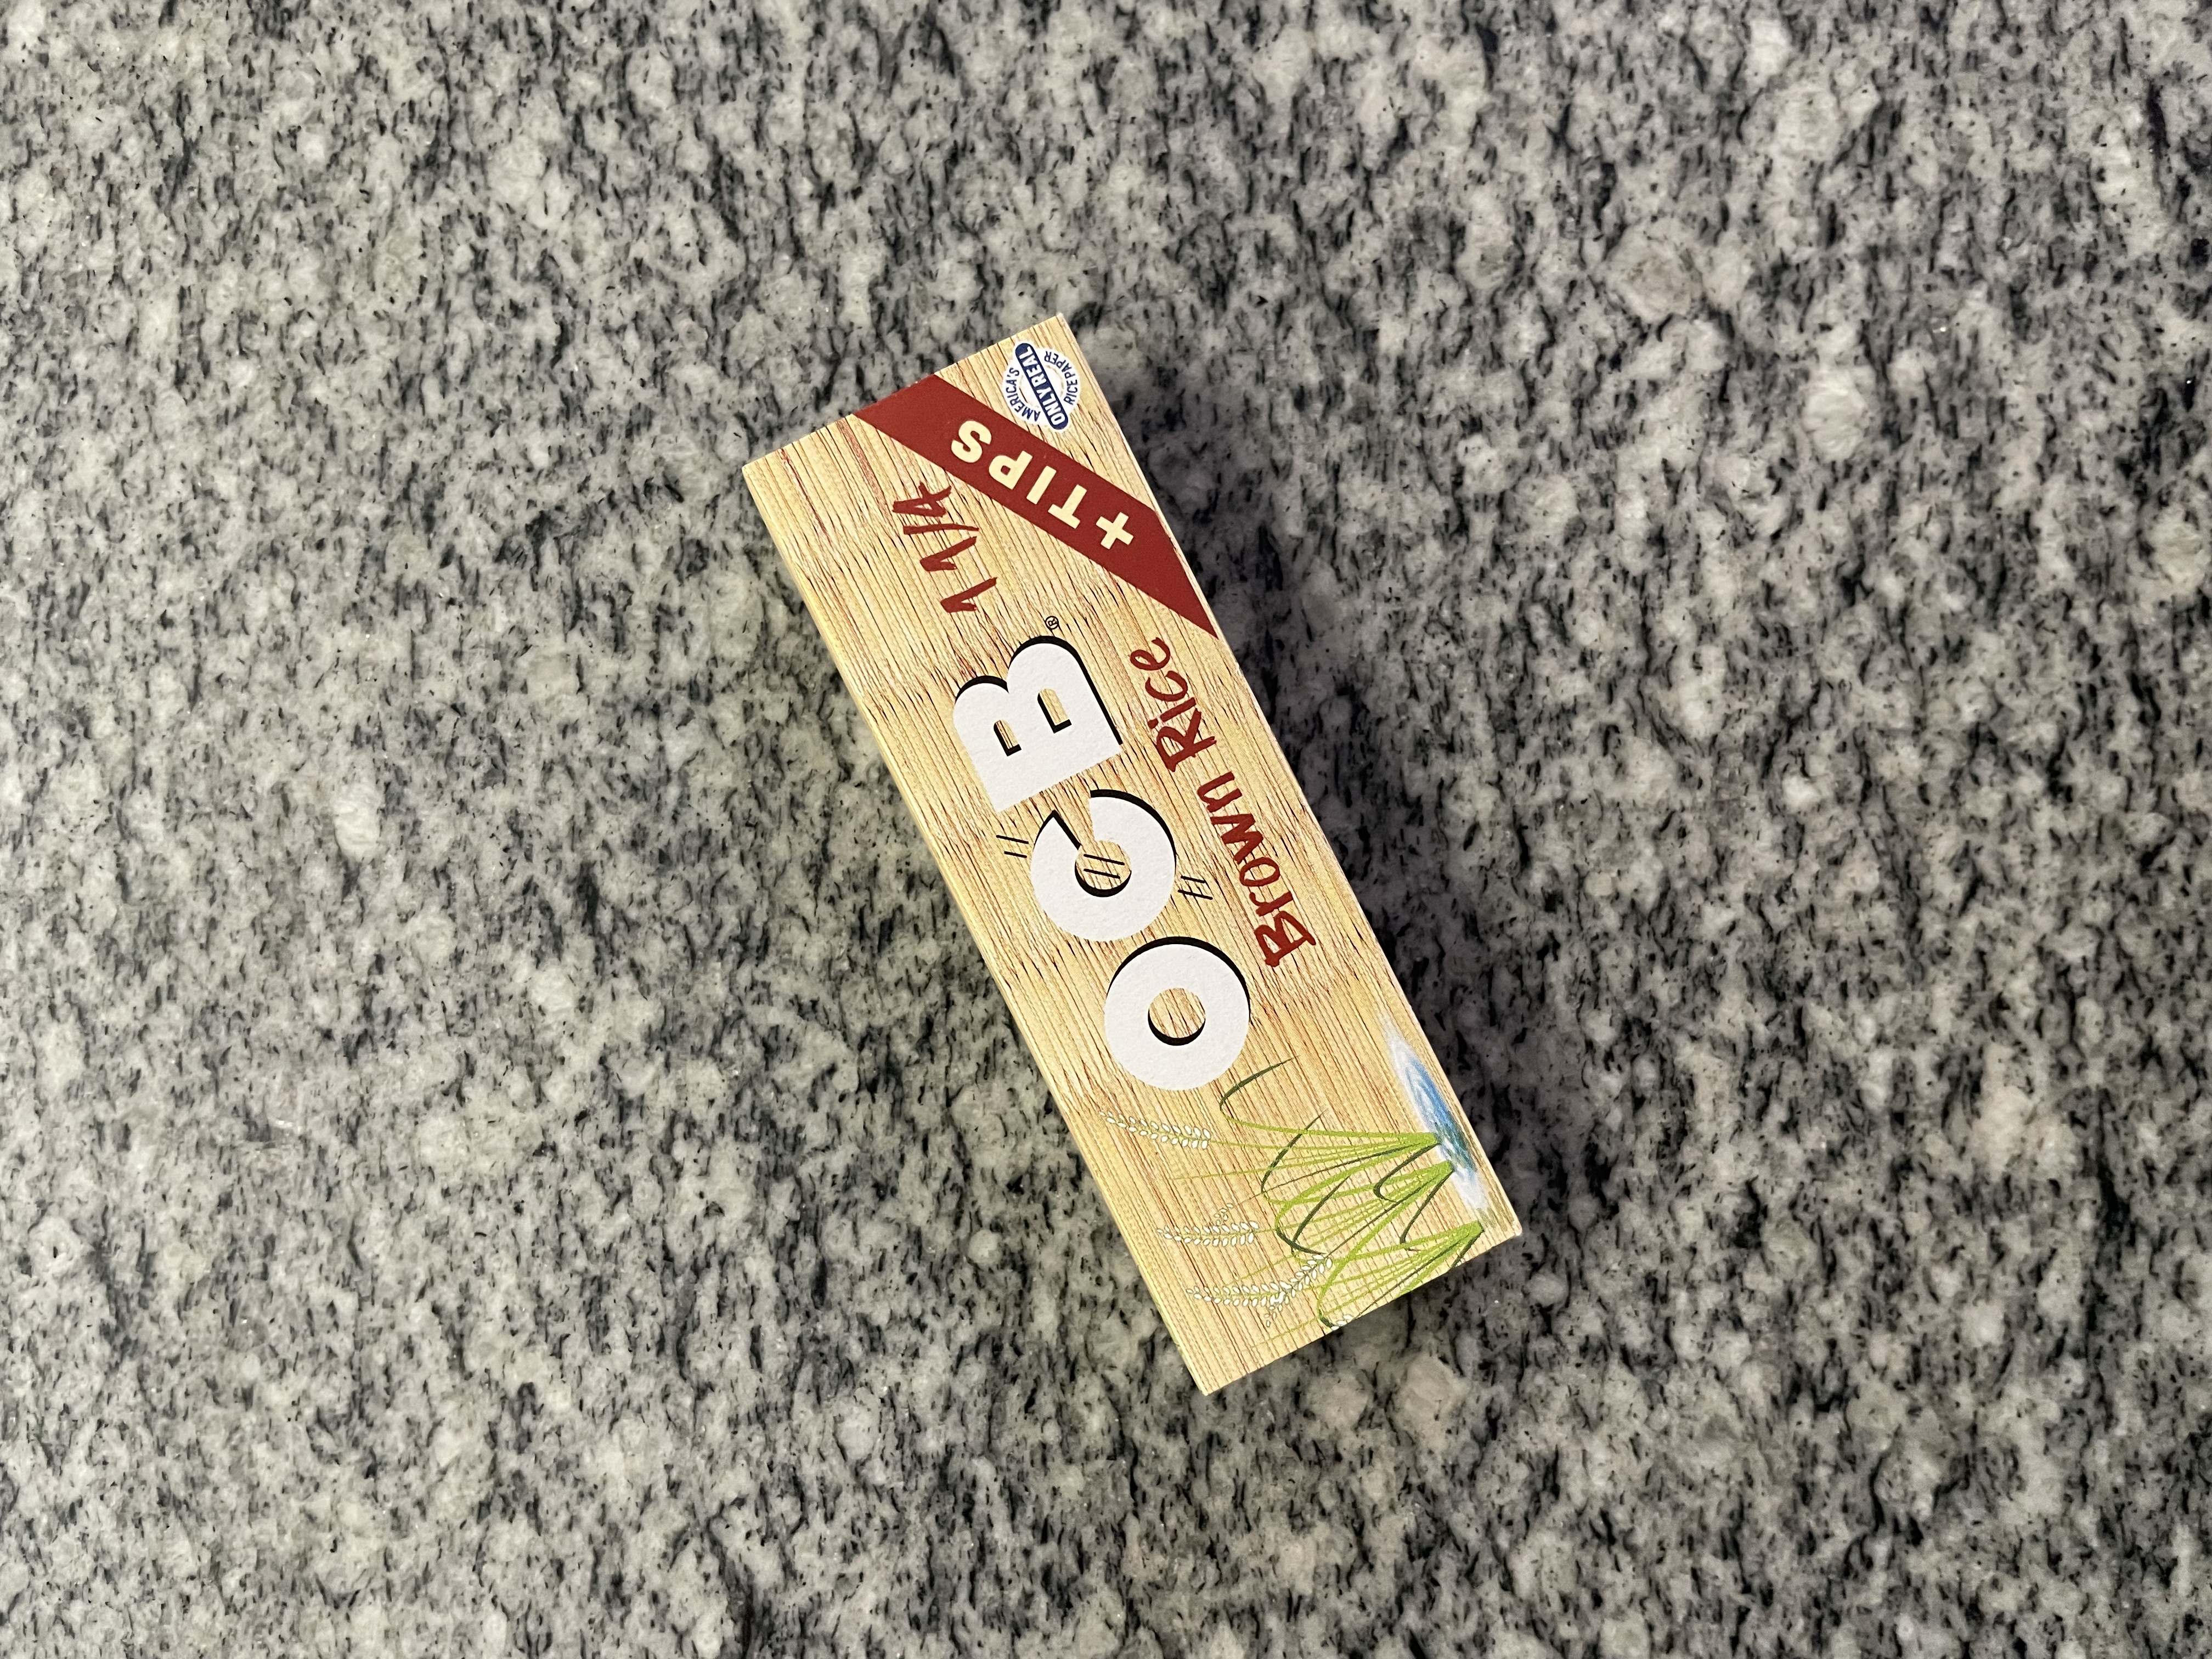 OCB® 1 1/4
Brown Rice
+TIPS
AMERICA'S
ONLY REAL
RICE PAPER